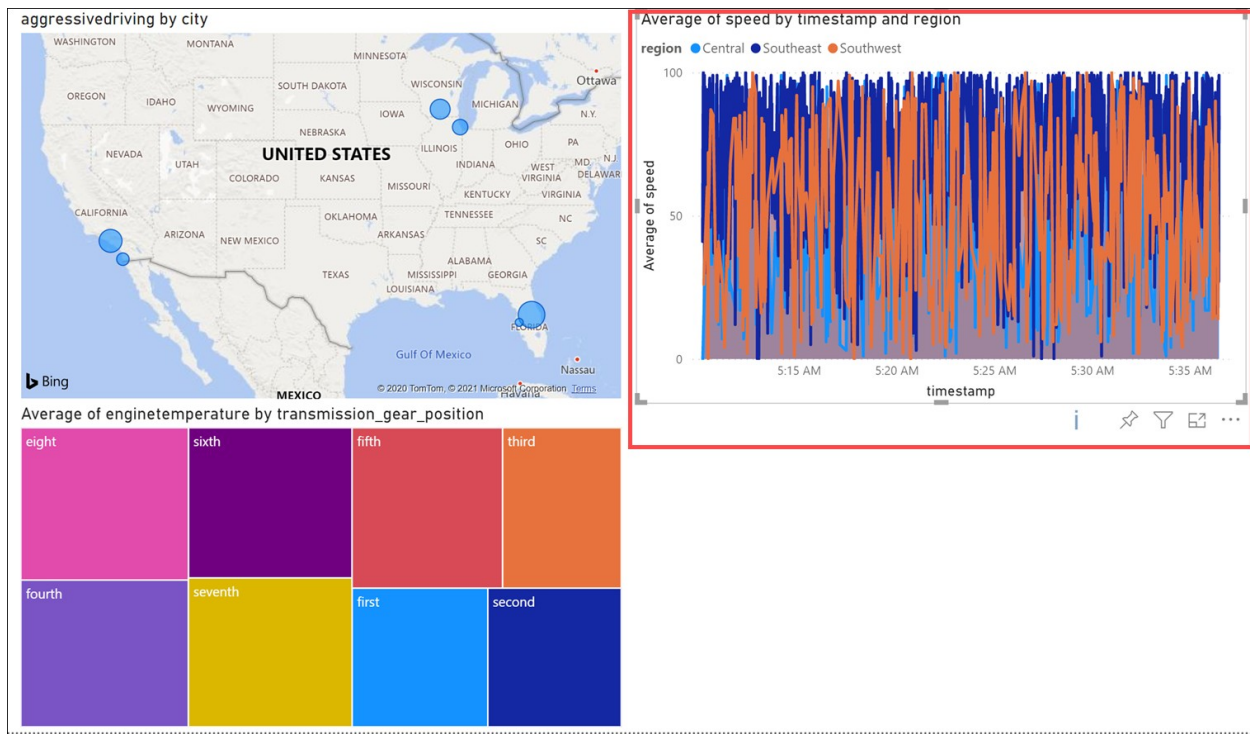 aggressivedriving by city
WASHINGTON
MONTANA
MINNESOTA
Ottawa
OREGON
IDAHO
SOUTH DAKOTA
WISCONSIN
WYOMING
MICHIGAN
IOWA
N.Y.
NEBRASKA
NEVADA
UNITED STATES
ILLINOIS
OHIO
PA
N.J.
UTAH
INDIANA
MD.
COLORADO
KANSAS
MISSOURI
WEST
VIRGINIA
DELAWAR
KENTUCKY
VIRGINIA
CALIFORNIA
OKLAHOMA
TENNESSEE
NC
ARIZONA
NEW MEXICO
ARKANSAS
SC
ALABAMA
TEXAS
MISSISSIPPI
GEORGIA
LOUISIANA
FLORIDA
Gulf Of Mexico
Nassau
Bing
© 2020 TomTom, © 2021 Microsoft Corporation Terms
Havana
MEXICO
Average of speed by timestamp and region
region Central Southeast Southwest
100
50
0
Average of speed
5:15 AM 5:20 AM 5:25 AM 5:30 AM 5:35 AM
timestamp
Average of enginetemperature by transmission_gear_position
eight
sixth
fifth
third
fourth
seventh
first
second